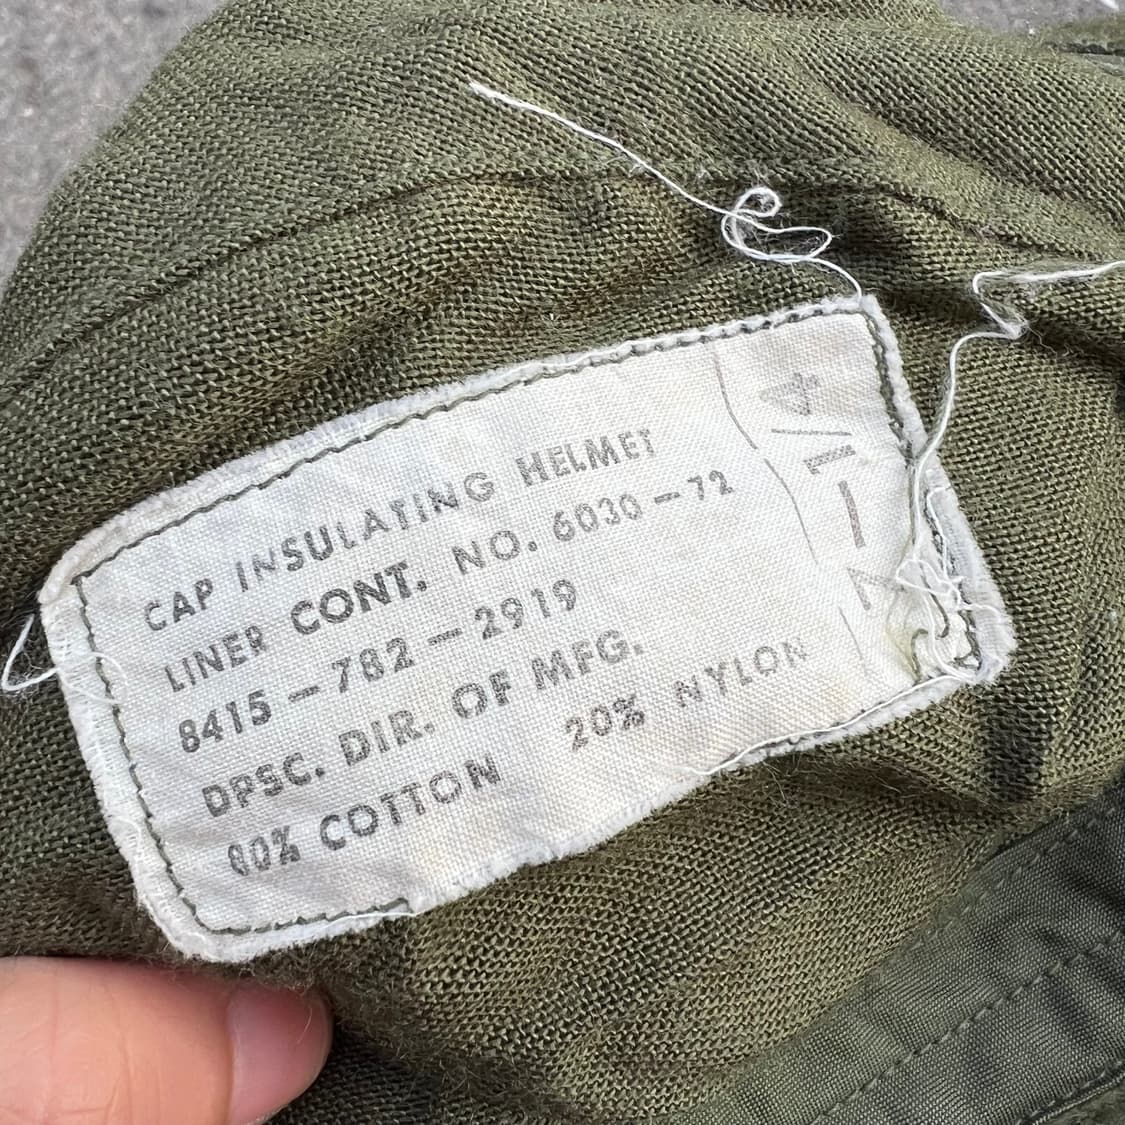 CAP INSULATING HELMET
LINER CONT. NO. 6030-72
8415-782-2919
DPSC. DIR. OF MFG.
80% COTTON 20% NYLON